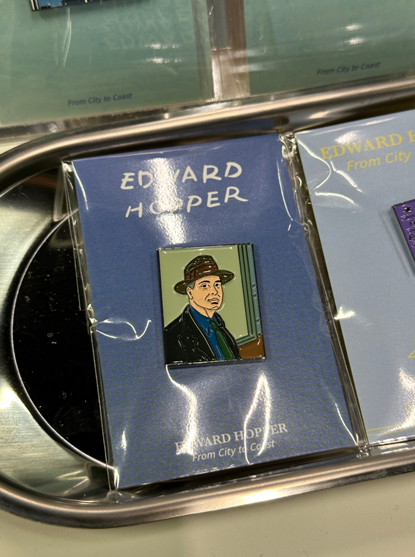 From City to Coast
From City to Coast
EDWARD
HOPPER
EDWARD HOPPER
From City to Coast
EDWARD HOPP
From City